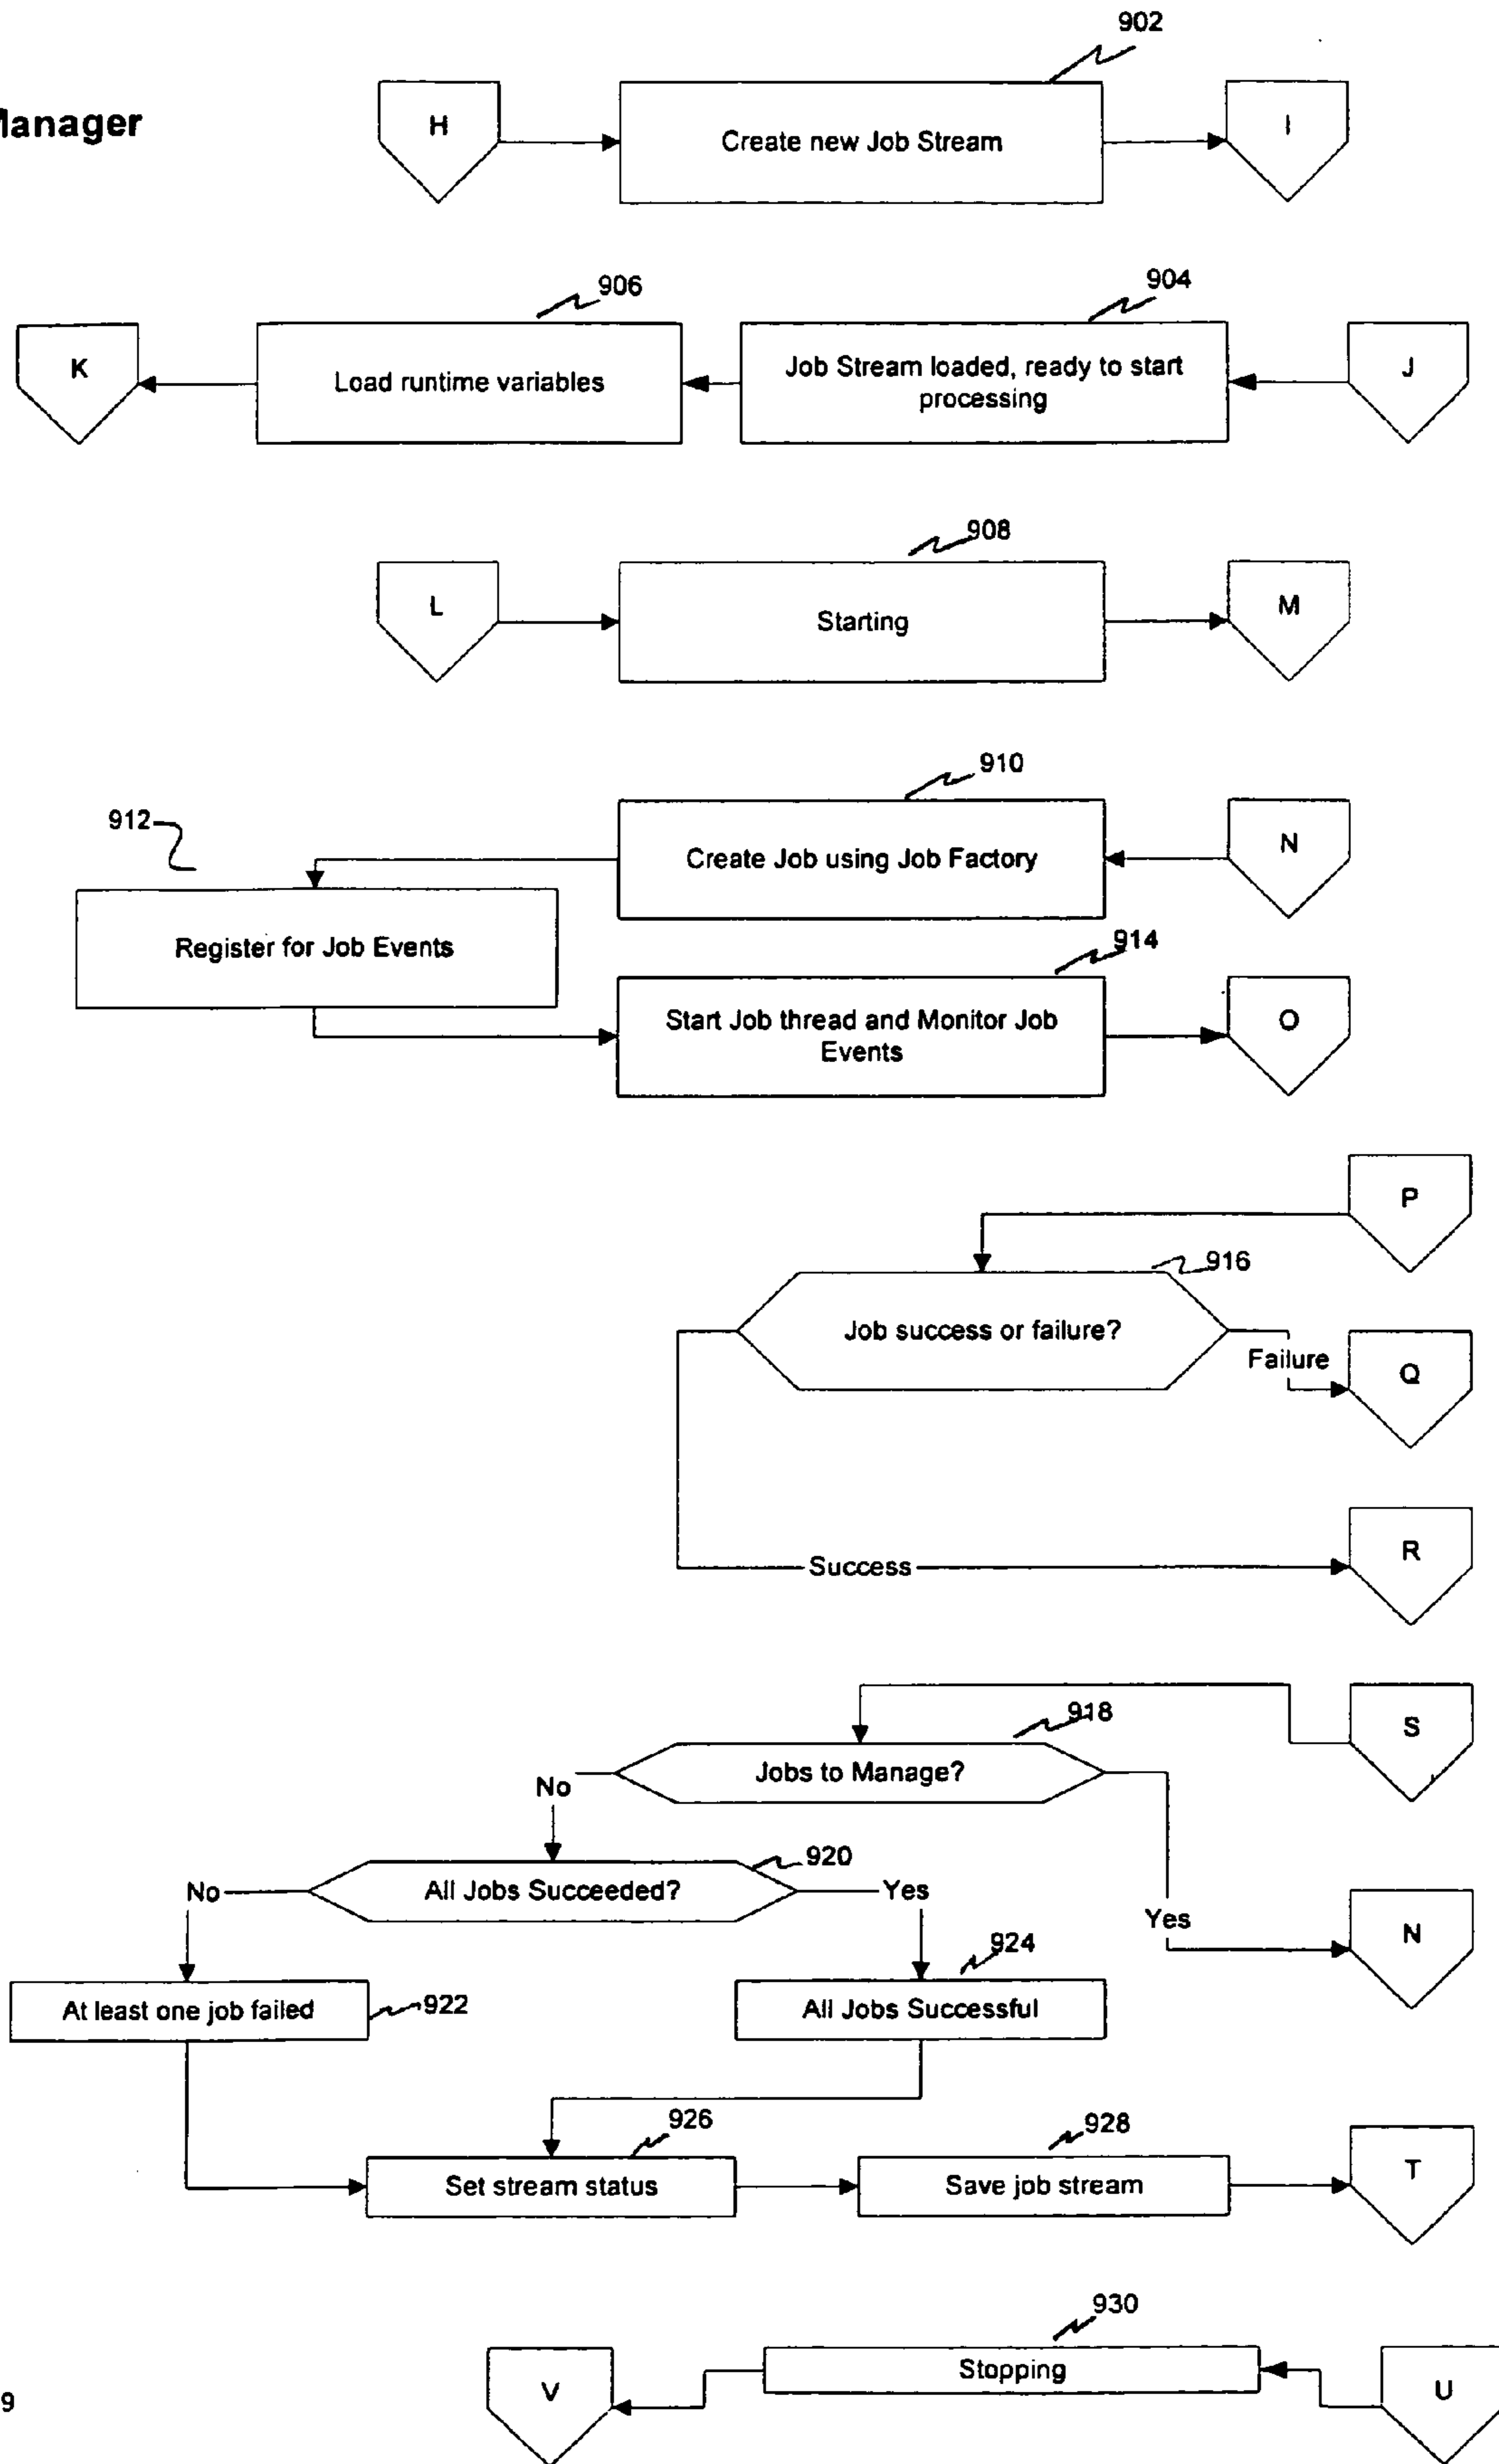 902
Manager
H
Create new Job Stream
I
906
904
K
Load runtime variables
Job Stream loaded, ready to start
processing
J
908
L
Starting
M
910
912
Create Job using Job Factory
N
Register for Job Events
914
Start Job thread and Monitor Job
Events
O
P
916
Job success or failure?
Failure
Q
Success
R
918
S
Jobs to Manage?
No
920
No
All Jobs Succeeded?
Yes
Yes
N
924
At least one job failed
922
All Jobs Successful
926
928
Set stream status
Save job stream
T
930
Stopping
V
U
9